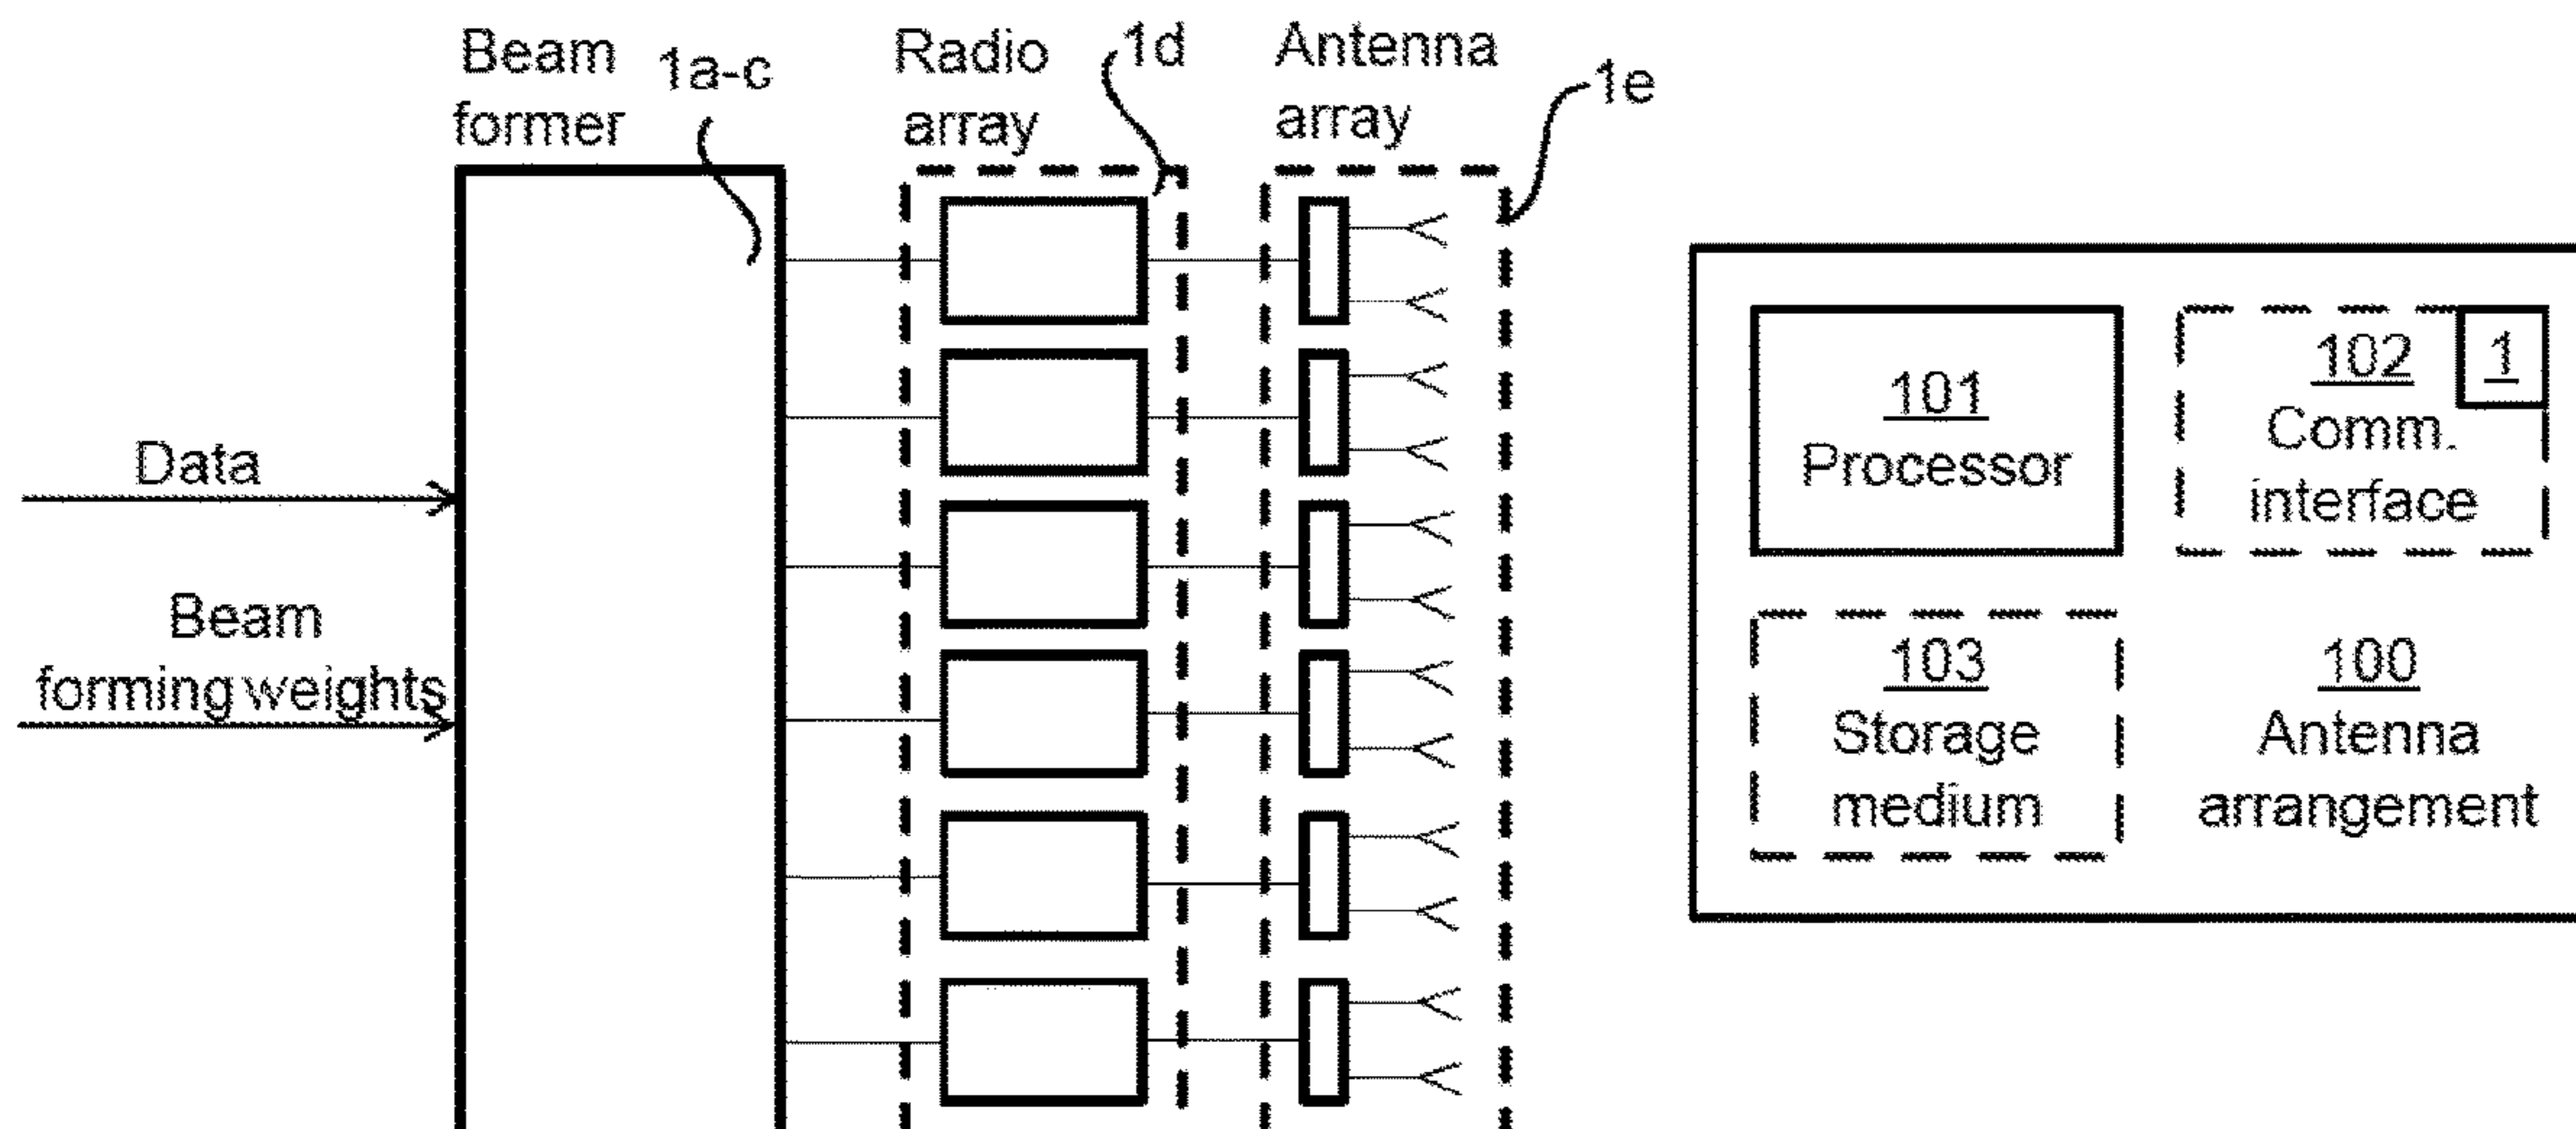 Beam
former
1a-c
Radio
array
1d
Antenna
array
1e
Data
Beam
forming weights
101
Processor
102
1
Comm.
interface
103
Storage
medium
100
Antenna
arrangement